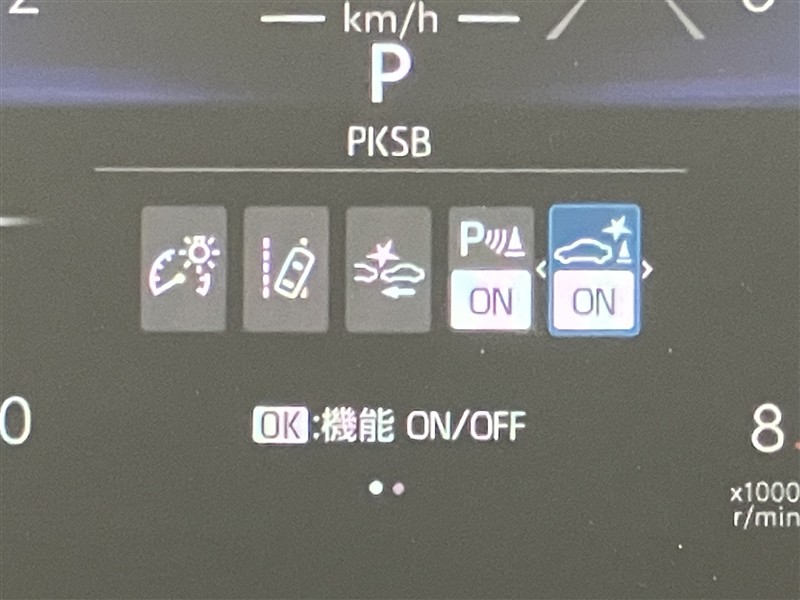 km/h
P
PKSB
P
ON
ON
OK:機能 ON/OFF
0
8
x1000
r/min